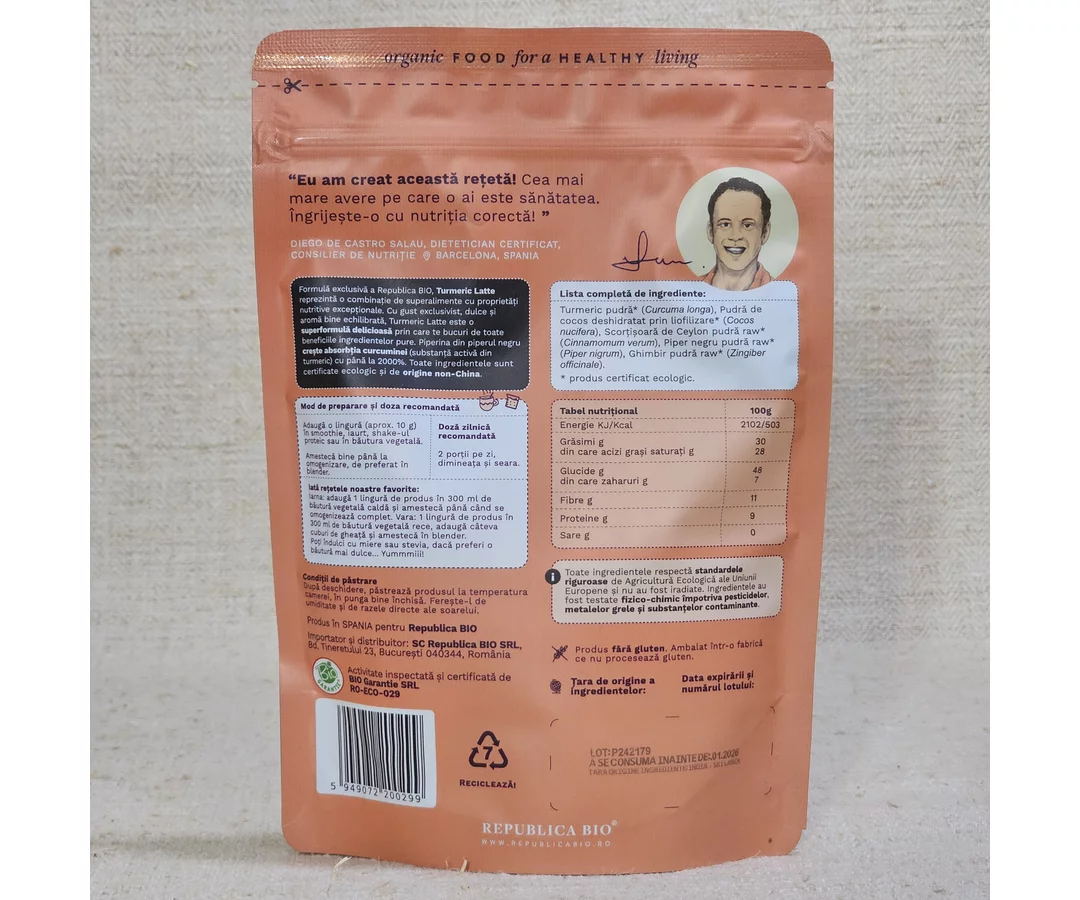 organic FOOD for a HEALTHY living
“Eu am creat această rețetă! Cea mai
mare avere pe care o ai este sănătatea.
Îngrijește-o cu nutriția corectă! ”
DIEGO DE CASTRO SALAU, DIETETICIAN CERTIFICAT,
CONSILIER DE NUTRIȚIE BARCELONA, SPANIA
Formulă exclusivă a Republica BIO, Turmeric Latte
reprezintă o combinație de superalimente cu proprietăți
nutritive excepționale. Cu gust exclusivist, dulce și
aromă bine echilibrată, Turmeric Latte este o
superformulă delicioasă prin care te bucuri de toate
beneficiile ingredientelor pure. Piperina din piperul negru
crește absorbția curcuminei (substanță activă din
turmeric) cu până la 2000%. Toate ingredientele sunt
certificate ecologic și de origine non-China.
Lista completă de ingrediente:
Turmeric pudră* (Curcuma longa), Pudră de
cocos deshidratat prin liofilizare* (Cocos
nucifera), Scorțișoară de Ceylon pudră raw*
(Cinnamomum verum), Piper negru pudră raw*
(Piper nigrum), Ghimbir pudră raw* (Zingiber
officinale).
* produs certificat ecologic.
Mod de preparare și doza recomandată
Adaugă o lingură (aprox. 10 g)
în smoothie, iaurt, shake-ul
proteic sau în băutura vegetală.
Amestecă bine până la
omogenizare, de preferat în
blender.
Doză zilnică
recomandată
2 porții pe zi,
dimineața și seara.
Iată rețetele noastre favorite:
Iarna: adaugă 1 lingură de produs în 300 ml de
băutură vegetală caldă și amestecă până când se
omogenizează complet. Vara: 1 lingură de produs în
300 ml de băutură vegetală rece, adaugă câteva
cuburi de gheață și amestecă în blender.
Poți îndulci cu miere sau stevia, dacă preferi o
băutură mai dulce... Yummmiii!
Tabel nutrițional 100g
Energie KJ/Kcal 2102/503
Grăsimi g 30
din care acizi grași saturați g 28
Glucide g 48
din care zaharuri g 7
Fibre g 11
Proteine g 9
Sare g 0
Toate ingredientele respectă standardele
riguroase de Agricultură Ecologică ale Uniunii
Europene și nu au fost iradiate. Ingredientele au
fost testate fizico-chimic împotriva pesticidelor,
metalelor grele și substanțelor contaminante.
Condiții de păstrare
După deschidere, păstrează produsul la temperatura
camerei, în punga bine închisă. Ferește-l de
umiditate și de razele directe ale soarelui.
Produs în SPANIA pentru Republica BIO
Importator și distribuitor: SC Republica BIO SRL,
Bd. Tineretului 23, București 040344, România
BIO
GARANTIE
Activitate inspectată și certificată de
BIO Garantie SRL
RO-ECO-029
Produs fără gluten. Ambalat într-o fabrică
ce nu procesează gluten.
Țara de origine a
ingredientelor:
Data expirării și
numărul lotului:
5 949072 200299
7
RECICLEAZĂ!
LOT:P242179
A SE CONSUMA INAINTE DE:01.2026
TARA ORIGINE INGREDIENTE:INDIA - SRI LANKA
REPUBLICA BIO®
WWW.REPUBLICABIO.RO